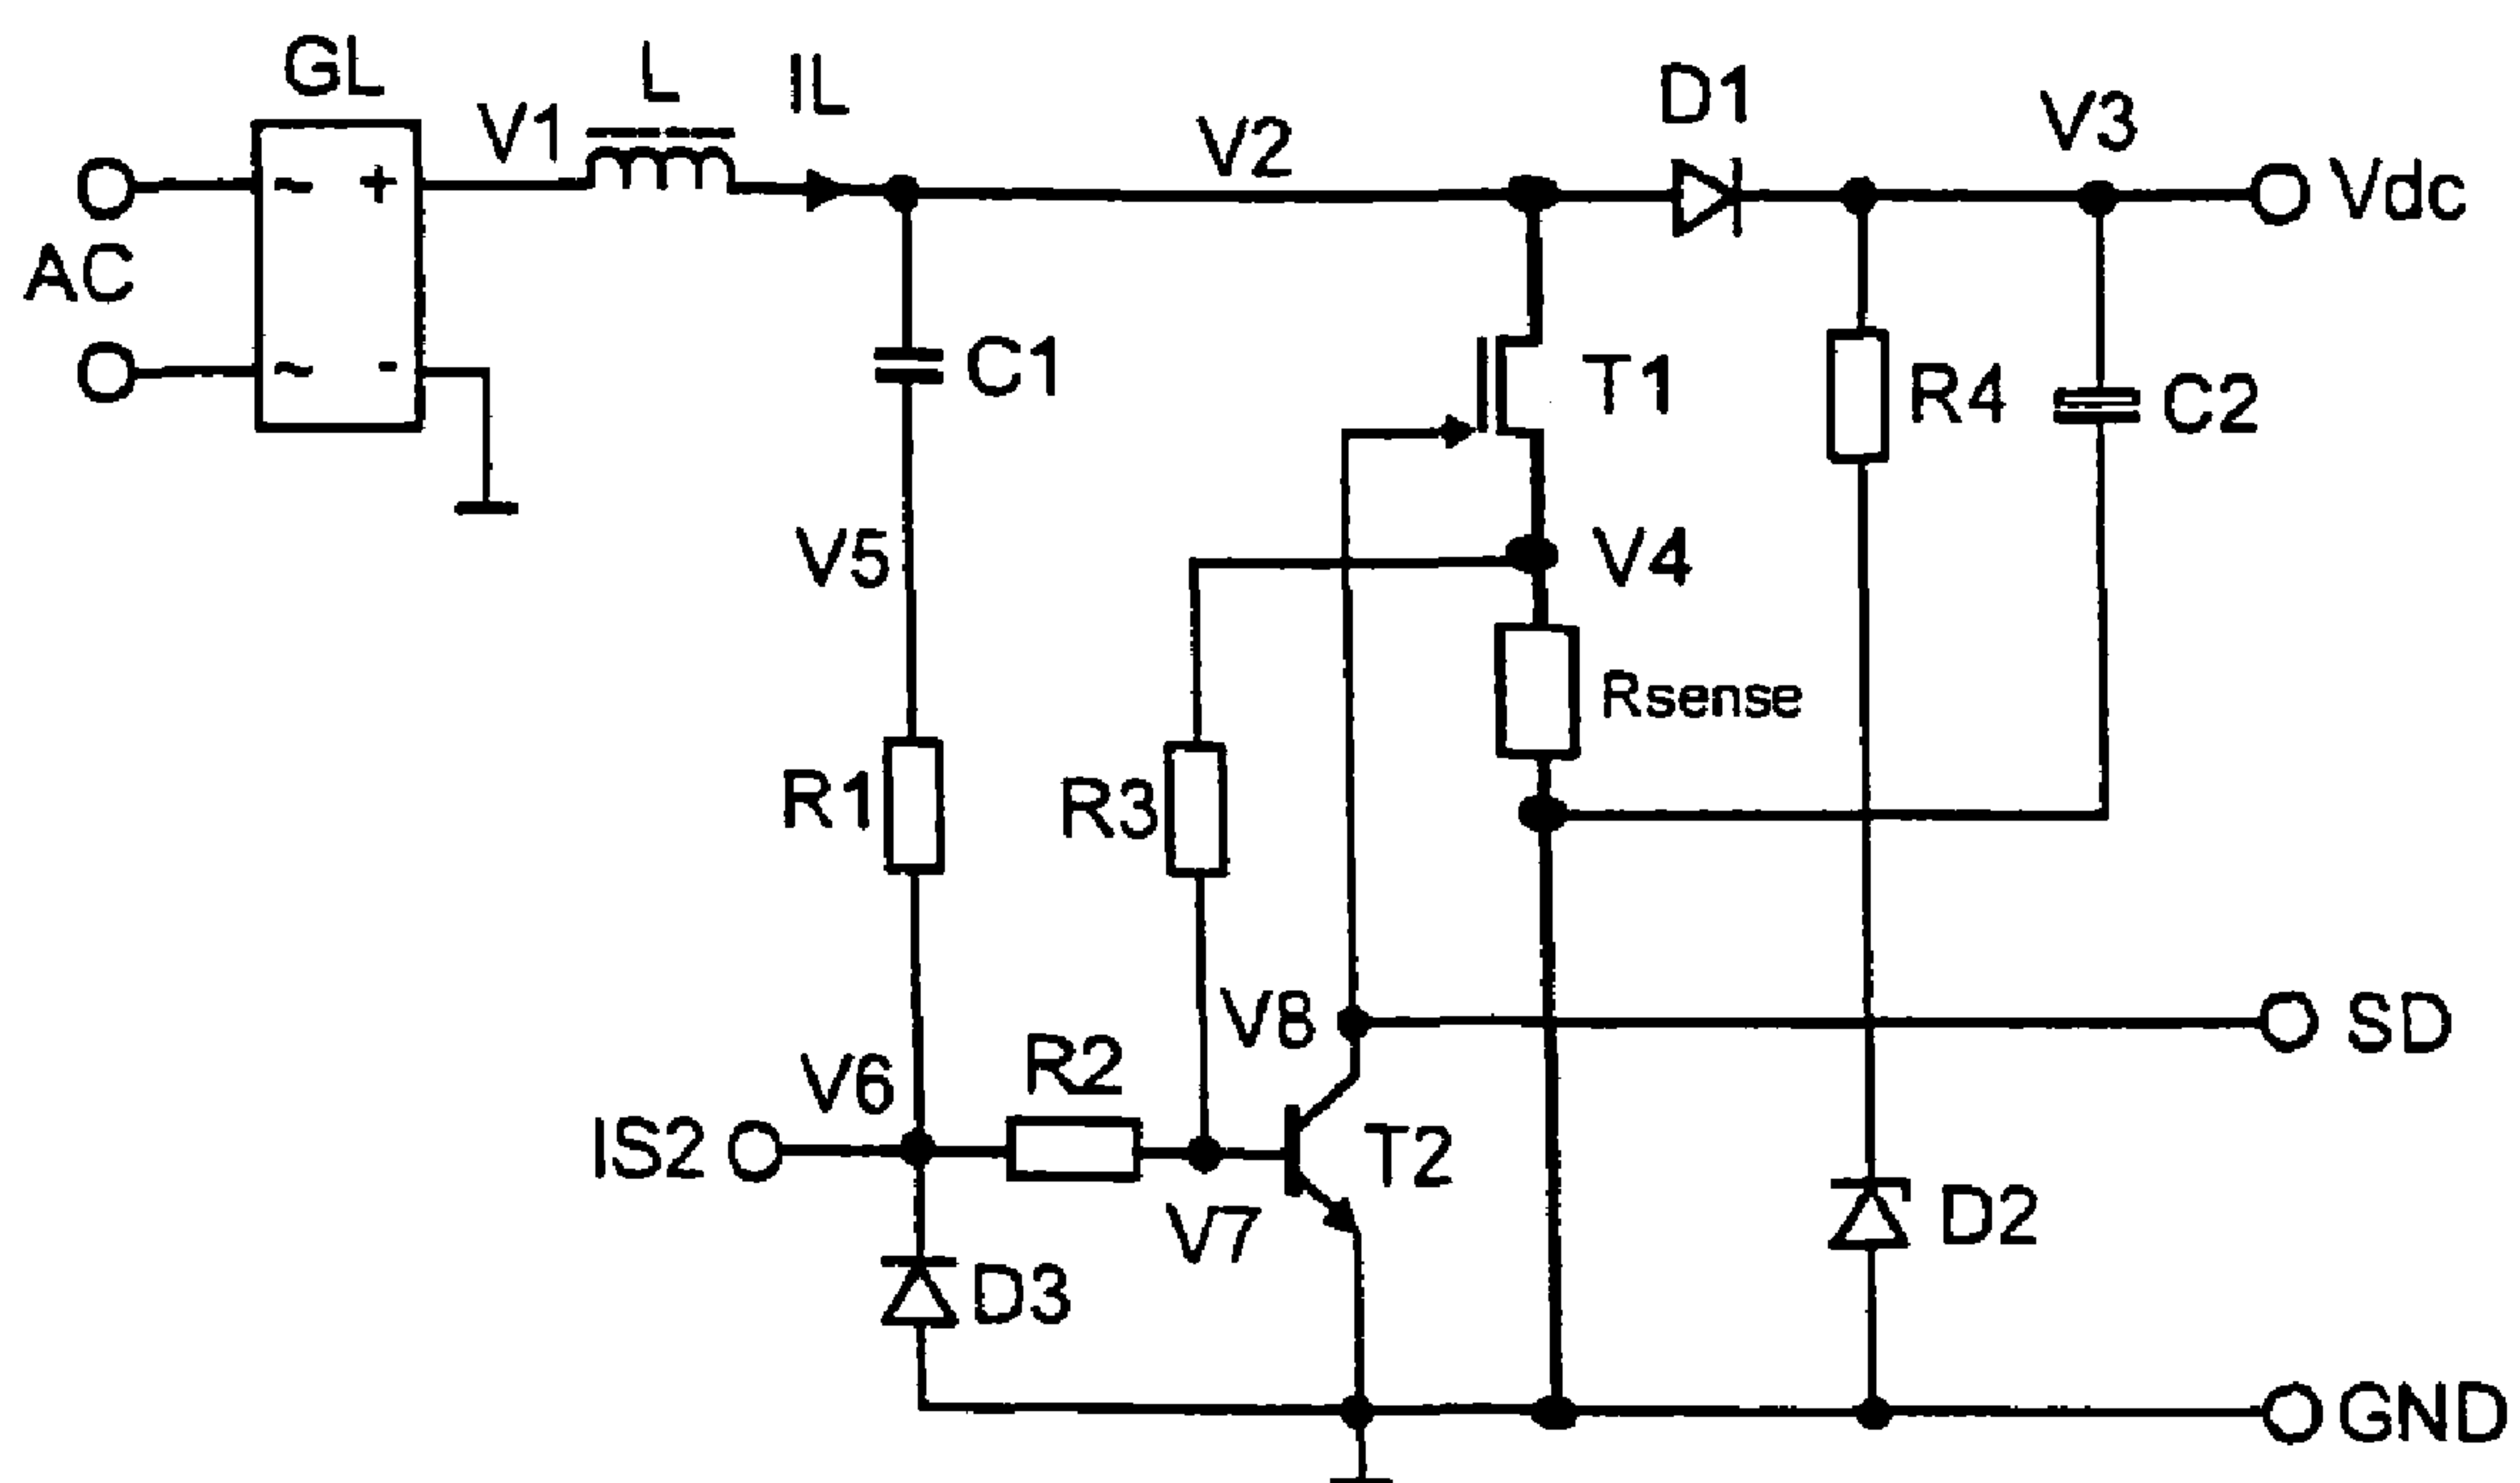 GL
V1
L
IL
V2
D1
V3
Vdc
~ +
AC
~ -
C1
T1
R4
C2
V5
V4
Rsense
R1
R3
V8
SD
V6
R2
IS2
T2
V7
D2
D3
GND